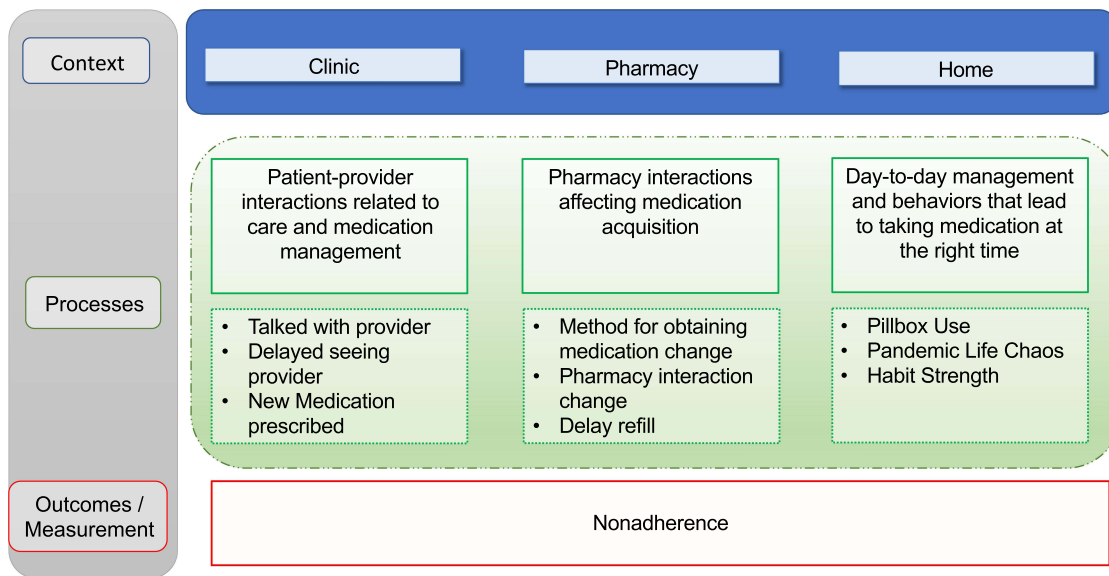 Context
Clinic
Pharmacy
Home
Processes
Patient-provider
interactions related to
care and medication
management
Pharmacy interactions
affecting medication
acquisition
Day-to-day management
and behaviors that lead
to taking medication at
the right time
• Talked with provider
• Delayed seeing
provider
• New Medication
prescribed
• Method for obtaining
medication change
• Pharmacy interaction
change
• Delay refill
• Pillbox Use
• Pandemic Life Chaos
• Habit Strength
Outcomes /
Measurement
Nonadherence